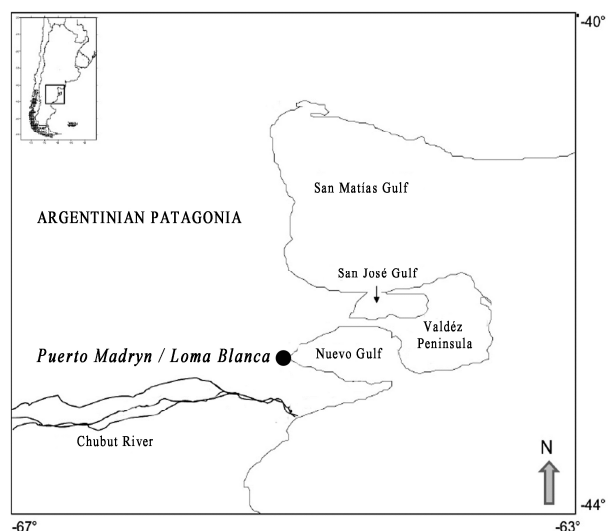 -40°
San Matías Gulf
ARGENTINIAN PATAGONIA
San José Gulf
Valdéz
Peninsula
Puerto Madryn / Loma Blanca
Nuevo Gulf
Chubut River
N
-44°
-67°
-63°